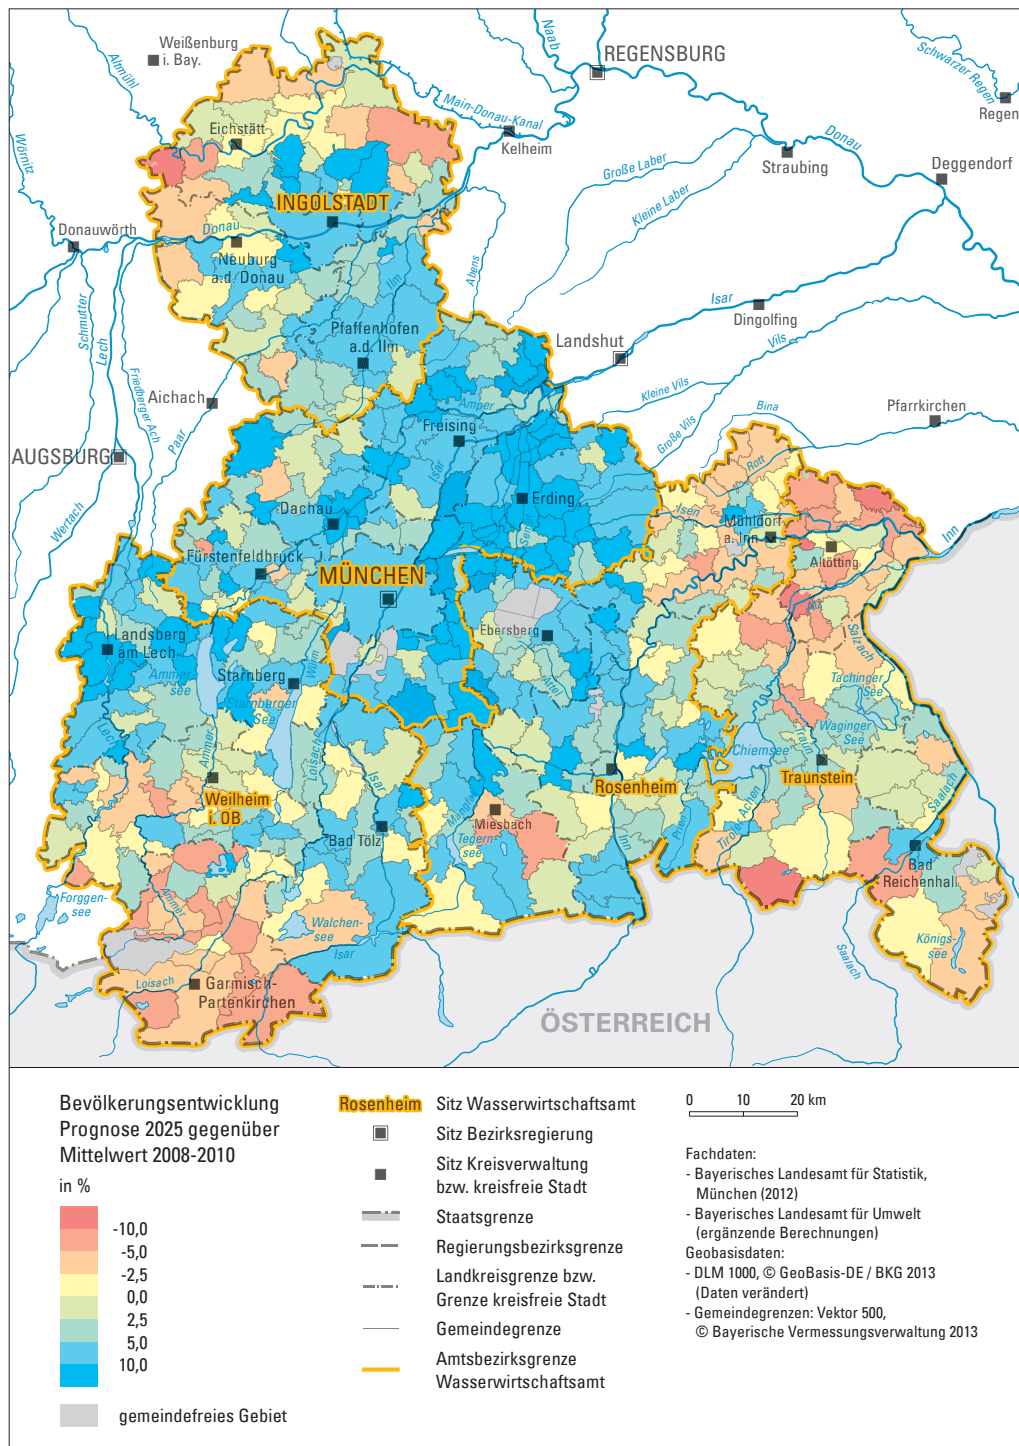 Weißenburg
i. Bay.
Altmühl
Naab
REGENSBURG
Schwarzer Regen
Regen
Wörnitz
Eichstätt
Main-Donau-Kanal
Kelheim
Donau
Straubing
Deggendorf
Große Laber
Kleine Laber
INGOLSTADT
Donauwörth
Donau
Neuburg
a.d. Donau
Abens
Ilm
Isar
Dingolfing
Schmutter
Lech
Friedberger Ach
Pfaffenhofen
a.d. Ilm
Landshut
Vils
Aichach
Paar
Kleine Vils
Große Vils
Bina
Pfarrkirchen
Amper
Freising
AUGSBURG
Wertach
Isar
Rott
Erding
Sempt
Isen
Mühldorf
a. Inn
Inn
Dachau
Altötting
Fürstenfeldbruck
MÜNCHEN
Alz
Landsberg
am Lech
Ebersberg
Salzach
Ammer-
see
Starnberg
Würm
Attel
Tachinger
See
Starnberger
See
Lech
Ammer
Loisach
Isar
Chiemsee
Waginger
See
Traun
Weilheim
i. OB
Rosenheim
Traunstein
Mangfall
Miesbach
Tiroler Achen
Saalach
Bad Tölz
Tegern-
see
Inn
Prien
Bad
Reichenhall
Forggen-
see
Ammer
Walchen-
see
Isar
Königs-
see
Saalach
Loisach
Garmisch-
Partenkirchen
ÖSTERREICH
Bevölkerungsentwicklung
Prognose 2025 gegenüber
Mittelwert 2008-2010
in %
-10,0
-5,0
-2,5
0,0
2,5
5,0
10,0
gemeindefreies Gebiet
Rosenheim Sitz Wasserwirtschaftsamt
Sitz Bezirksregierung
Sitz Kreisverwaltung
bzw. kreisfreie Stadt
Staatsgrenze
Regierungsbezirksgrenze
Landkreisgrenze bzw.
Grenze kreisfreie Stadt
Gemeindegrenze
Amtsbezirksgrenze
Wasserwirtschaftsamt
0 10 20 km
Fachdaten:
- Bayerisches Landesamt für Statistik,
München (2012)
- Bayerisches Landesamt für Umwelt
(ergänzende Berechnungen)
Geobasisdaten:
- DLM 1000, © GeoBasis-DE / BKG 2013
(Daten verändert)
- Gemeindegrenzen: Vektor 500,
© Bayerische Vermessungsverwaltung 2013